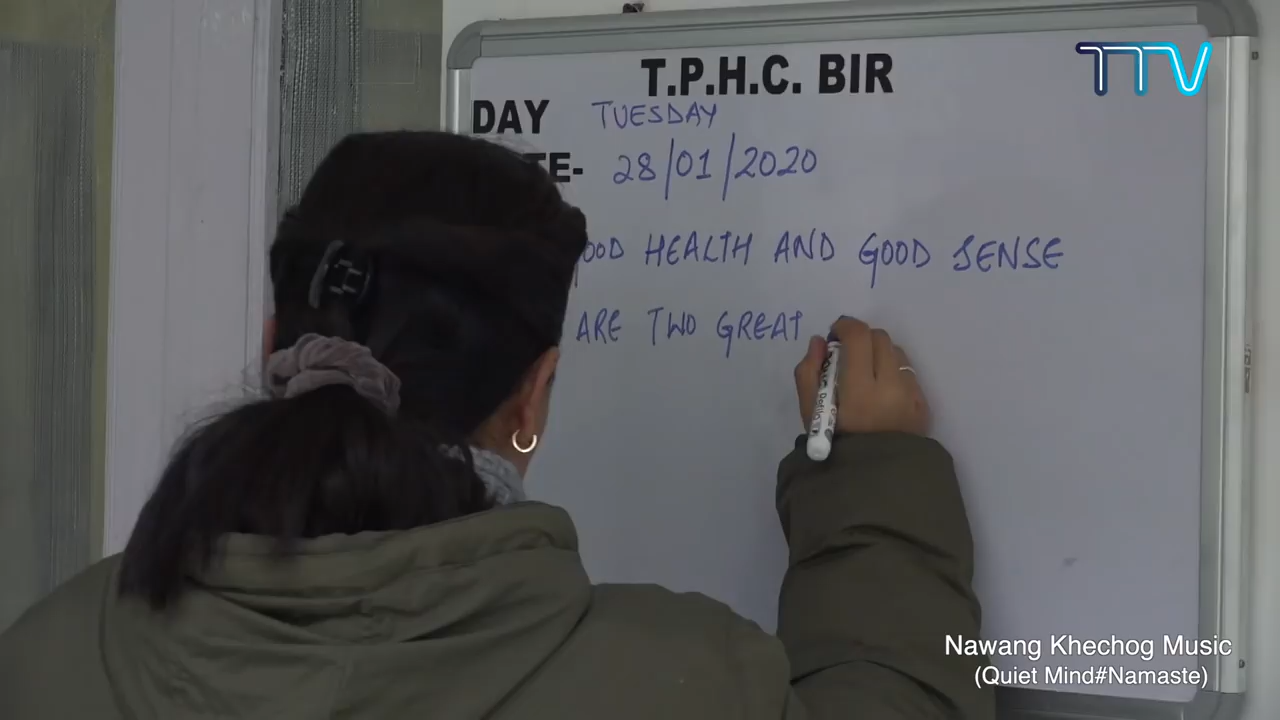 TTV
T.P.H.C. BIR
DAY TUESDAY
28/01/2020
HEALTH AND GOOD SENSE
ARE TWO GREAT
Nawang Khechog Music
(Quiet Mind#Namaste)